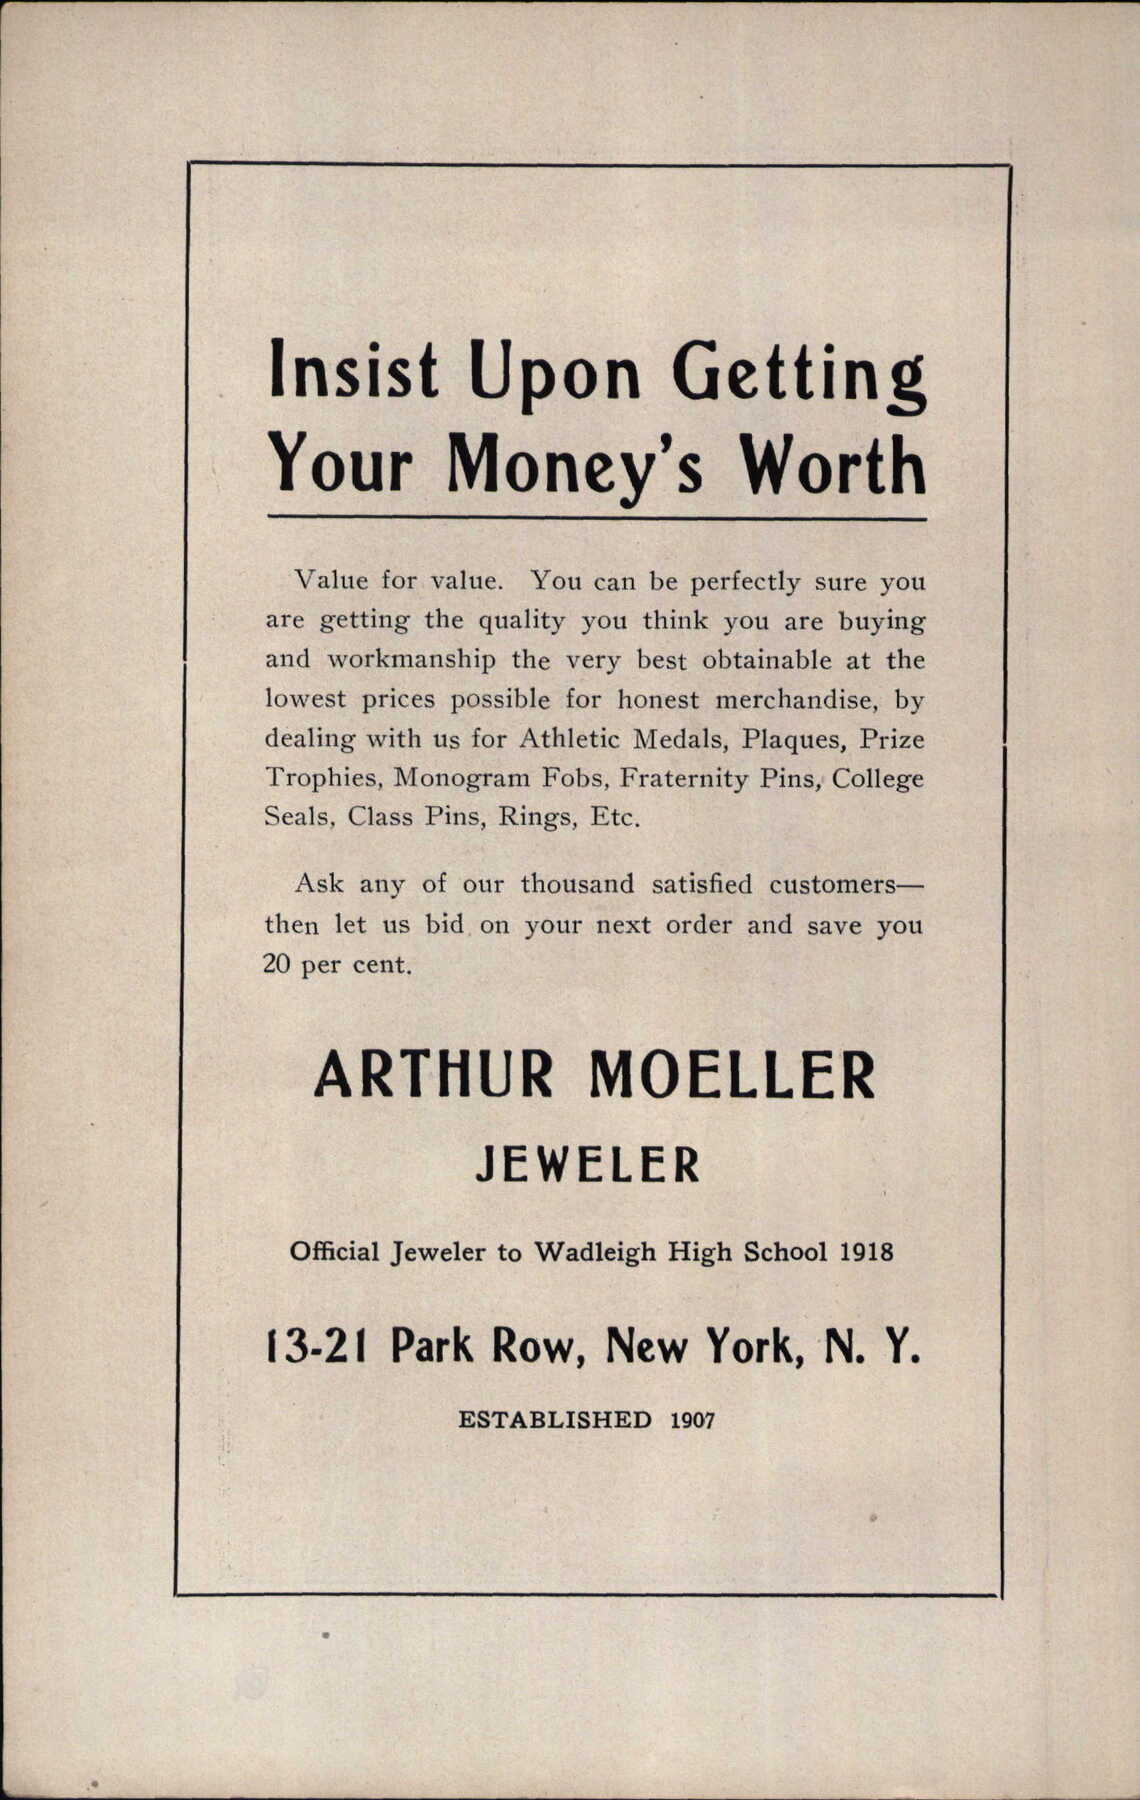 Insist Upon Getting
Your Money's Worth
Value for value. You can be perfectly sure you
are getting the quality you think you are buying
and workmanship the very best obtainable at the
lowest prices possible for honest merchandise, by
dealing with us for Athletic Medals, Plaques, Prize
Trophies, Monogram Fobs, Fraternity Pins, College
Seals, Class Pins, Rings, Etc.
Ask any of our thousand satisfied customers—
then let us bid on your next order and save you
20 per cent.
ARTHUR MOELLER
JEWELER
Official Jeweler to Wadleigh High School 1918
13-21 Park Row, New York, N. Y.
ESTABLISHED 1907